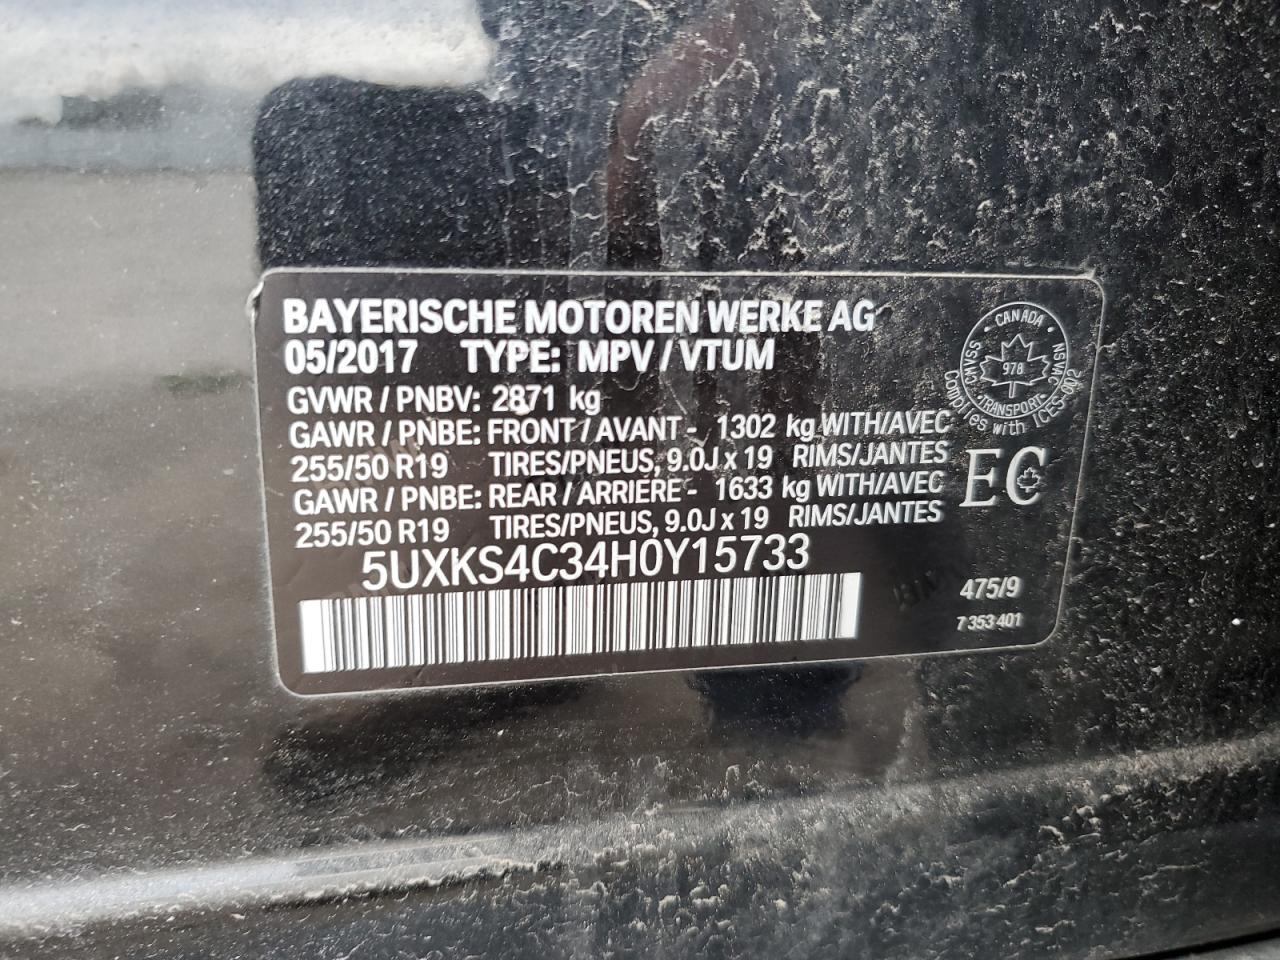 BAYERISCHE MOTOREN WERKE AG
05/2017 TYPE: MPV / VTUM
GVWR / PNBV: 2871 kg
GAWR / PNBE: FRONT / AVANT - 1302 kg WITH/AVEC
255/50 R19 TIRES/PNEUS, 9.0J x 19 RIMS/JANTES
GAWR / PNBE: REAR / ARRIERE - 1633 kg WITH/AVEC
255/50 R19 TIRES/PNEUS, 9.0J x 19 RIMS/JANTES
5UXKS4C34H0Y15733
CANADA
CMVSS NSVAC
978
TRANSPORT
Complies with ICES-002
EC
475/9
7 353 401